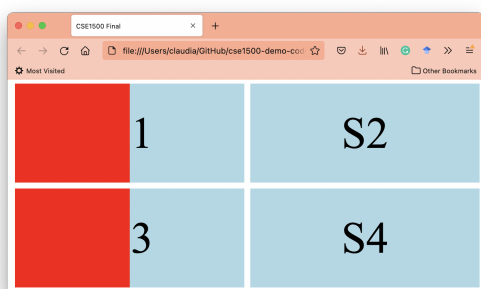 CSE1500 Final
file:///Users/claudia/GitHub/cse1500-demo-cod
Most Visited
Other Bookmarks
1
S2
3
S4